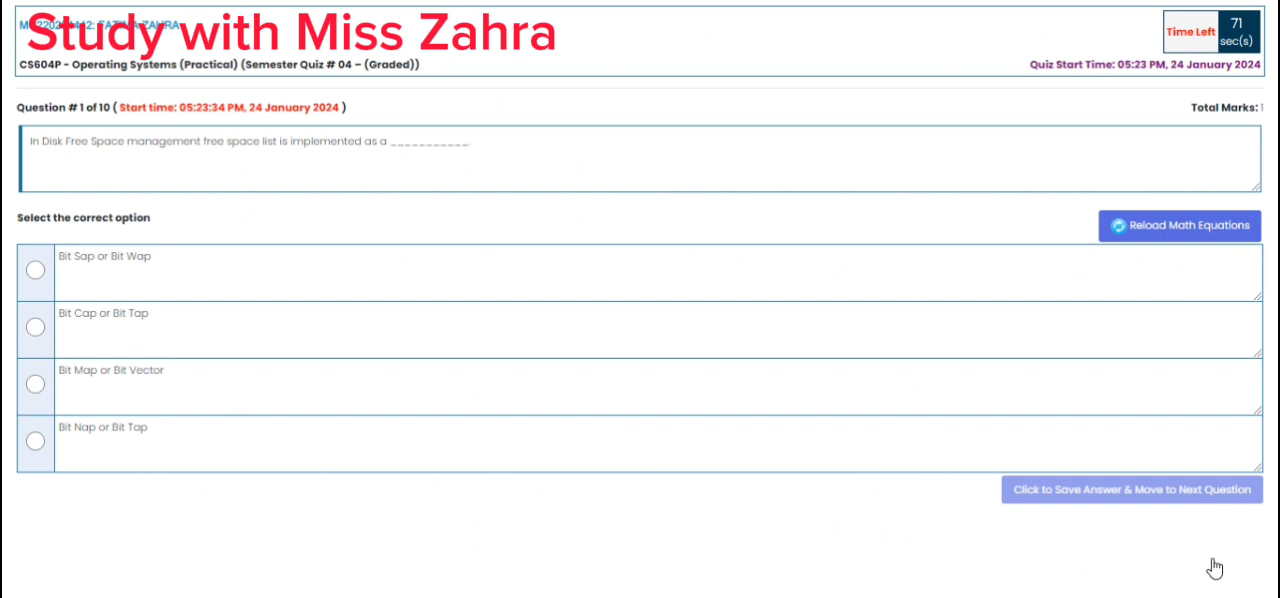 Study with Miss Zahra
FATIMA ZAHRA
Time Left 71 sec(s)
CS604P - Operating Systems (Practical) (Semester Quiz # 04 - (Graded))
Quiz Start Time: 05:23 PM, 24 January 2024
Question # 1 of 10 ( Start time: 05:23:34 PM, 24 January 2024 )
Total Marks: 1
In Disk Free Space management free space list is implemented as a ___________.
Select the correct option
Reload Math Equations
Bit Sap or Bit Wap
Bit Cap or Bit Tap
Bit Map or Bit Vector
Bit Nap or Bit Tap
Click to Save Answer & Move to Next Question